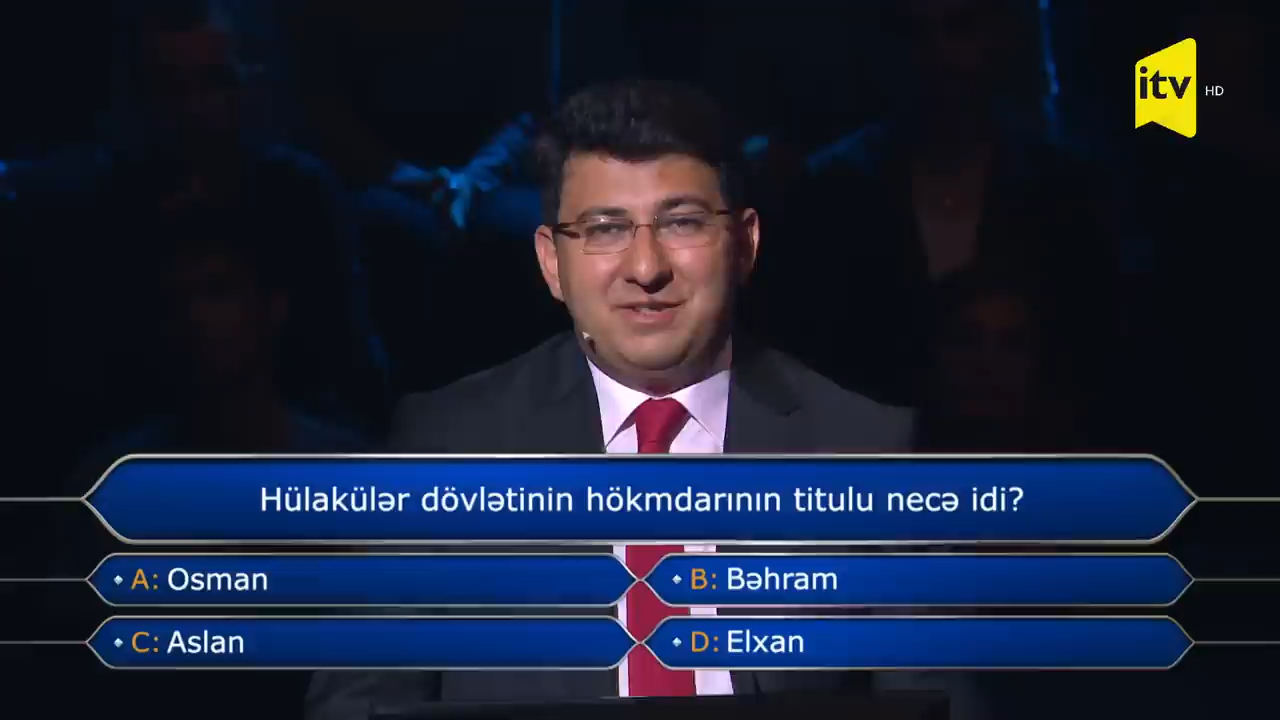 itv HD
Hülakülər dövlətinin hökmdarının titulu necə idi?
A: Osman
B: Bəhram
C: Aslan
D: Elxan